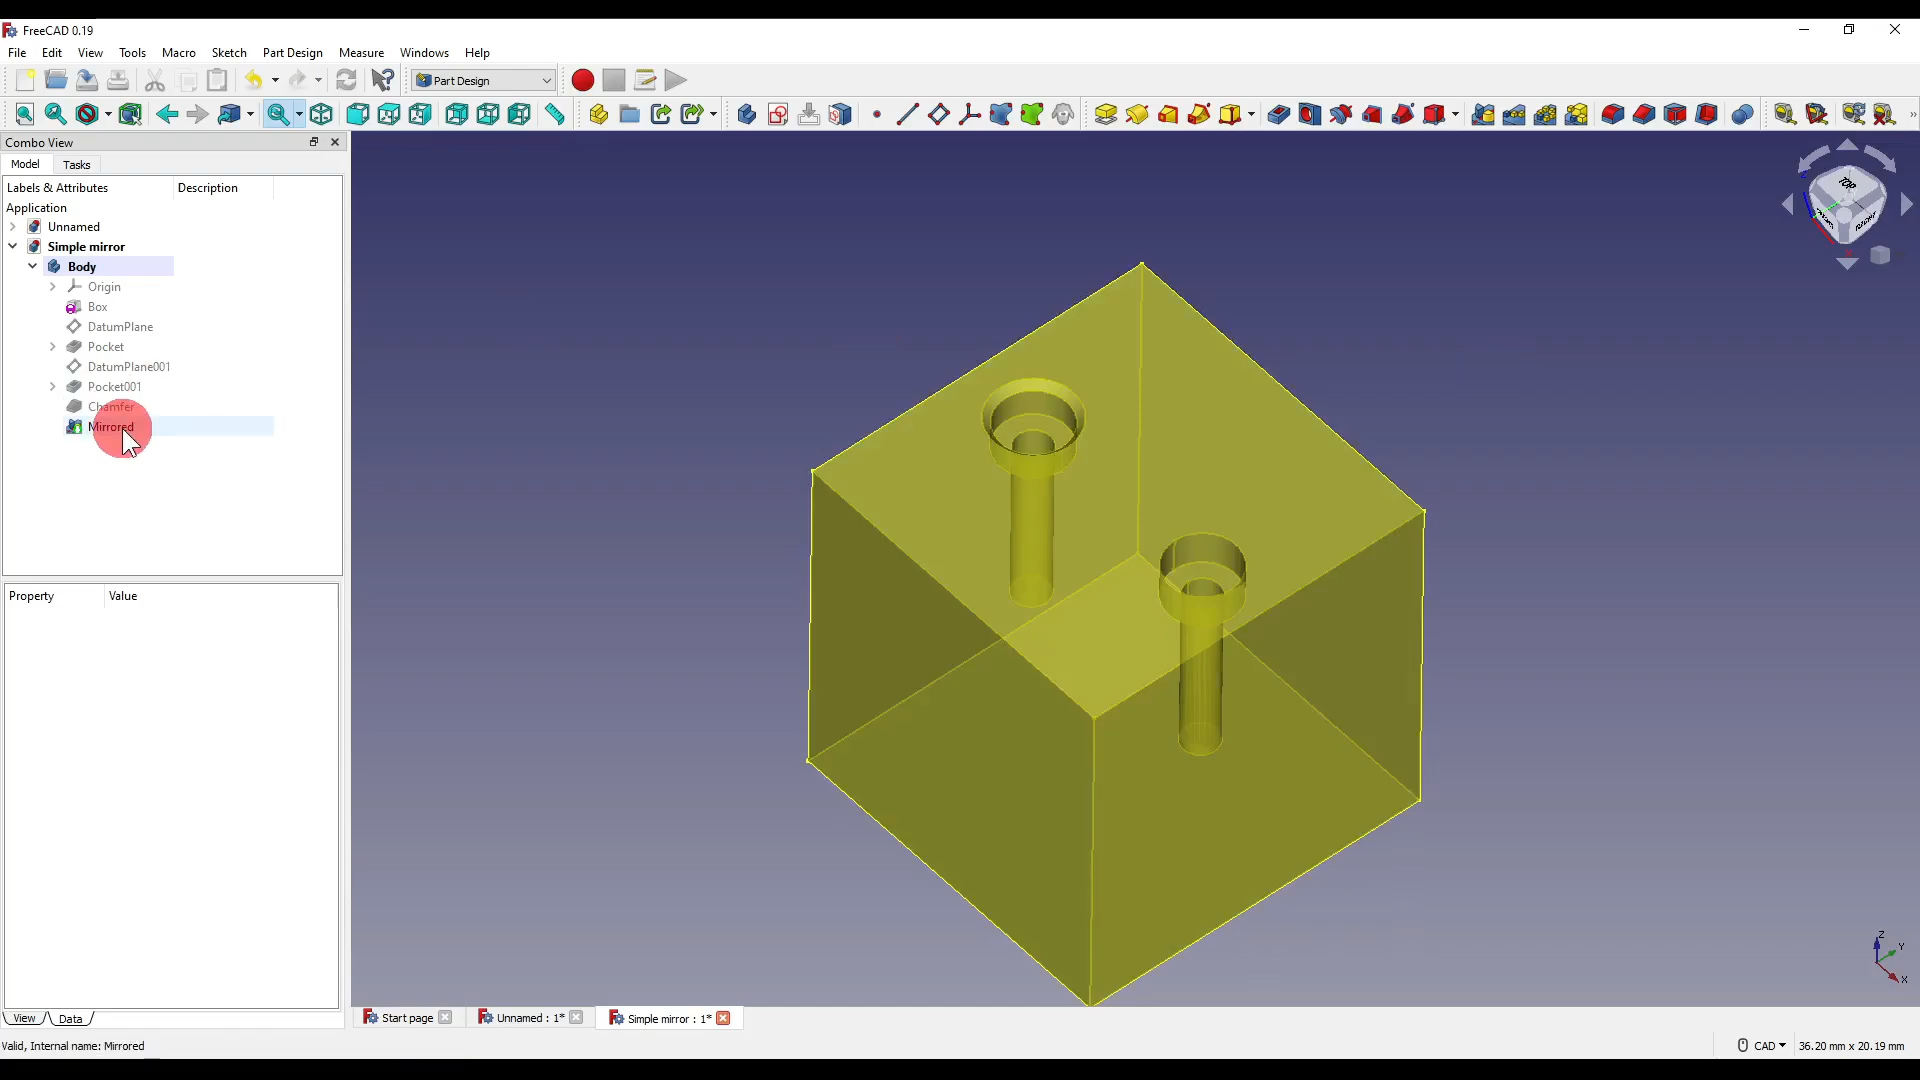 FreeCAD 0.19
File Edit View Tools Macro Sketch Part Design Measure Windows Help
Part Design
Combo View
Model Tasks
Labels & Attributes Description
Application
Unnamed
Simple mirror
Body
Origin
Box
DatumPlane
Pocket
DatumPlane001
Pocket001
Chamfer
Mirrored
Property Value
TOP
Z
Y
X
View Data
Start page Unnamed : 1* Simple mirror : 1*
Valid, Internal name: Mirrored CAD 36.20 mm x 20.19 mm